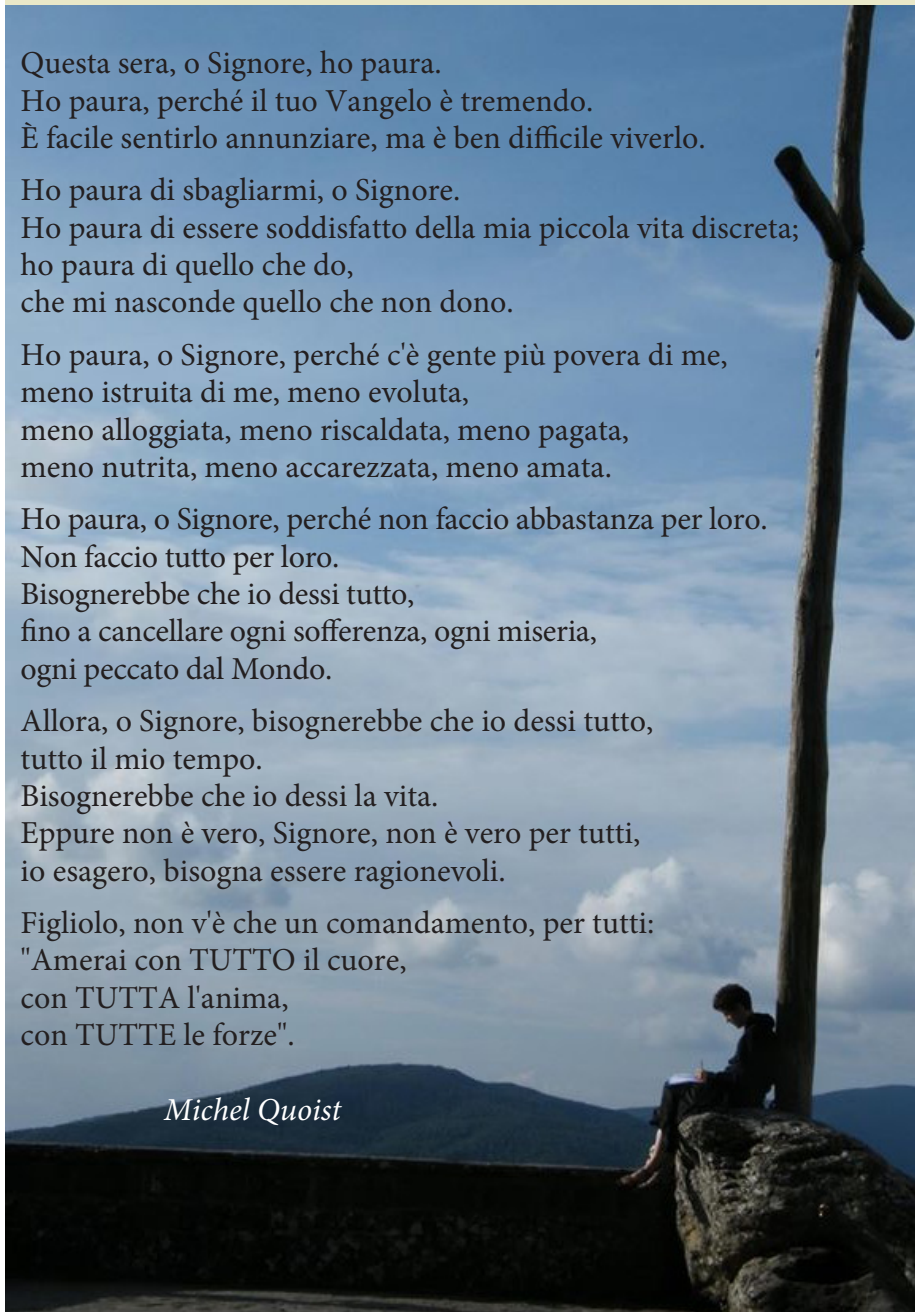 Questa sera, o Signore, ho paura.
Ho paura, perché il tuo Vangelo è tremendo.
È facile sentirlo annunziare, ma è ben difficile viverlo.
Ho paura di sbagliarmi, o Signore.
Ho paura di essere soddisfatto della mia piccola vita discreta;
ho paura di quello che do,
che mi nasconde quello che non dono.
Ho paura, o Signore, perché c'è gente più povera di me,
meno istruita di me, meno evoluta,
meno alloggiata, meno riscaldata, meno pagata,
meno nutrita, meno accarezzata, meno amata.
Ho paura, o Signore, perché non faccio abbastanza per loro.
Non faccio tutto per loro.
Bisognerebbe che io dessi tutto,
fino a cancellare ogni sofferenza, ogni miseria,
ogni peccato dal Mondo.
Allora, o Signore, bisognerebbe che io dessi tutto,
tutto il mio tempo.
Bisognerebbe che io dessi la vita.
Eppure non è vero, Signore, non è vero per tutti,
io esagero, bisogna essere ragionevoli.
Figliolo, non v'è che un comandamento, per tutti:
"Amerai con TUTTO il cuore,
con TUTTA l'anima,
con TUTTE le forze".
Michel Quoist